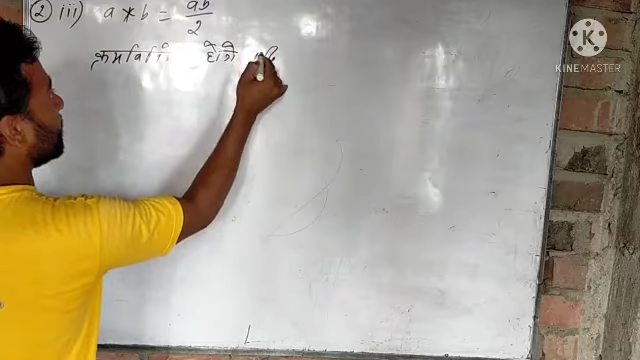 ② iii) a * b = ab/2
क्रमविनि होगी
KINEMASTER